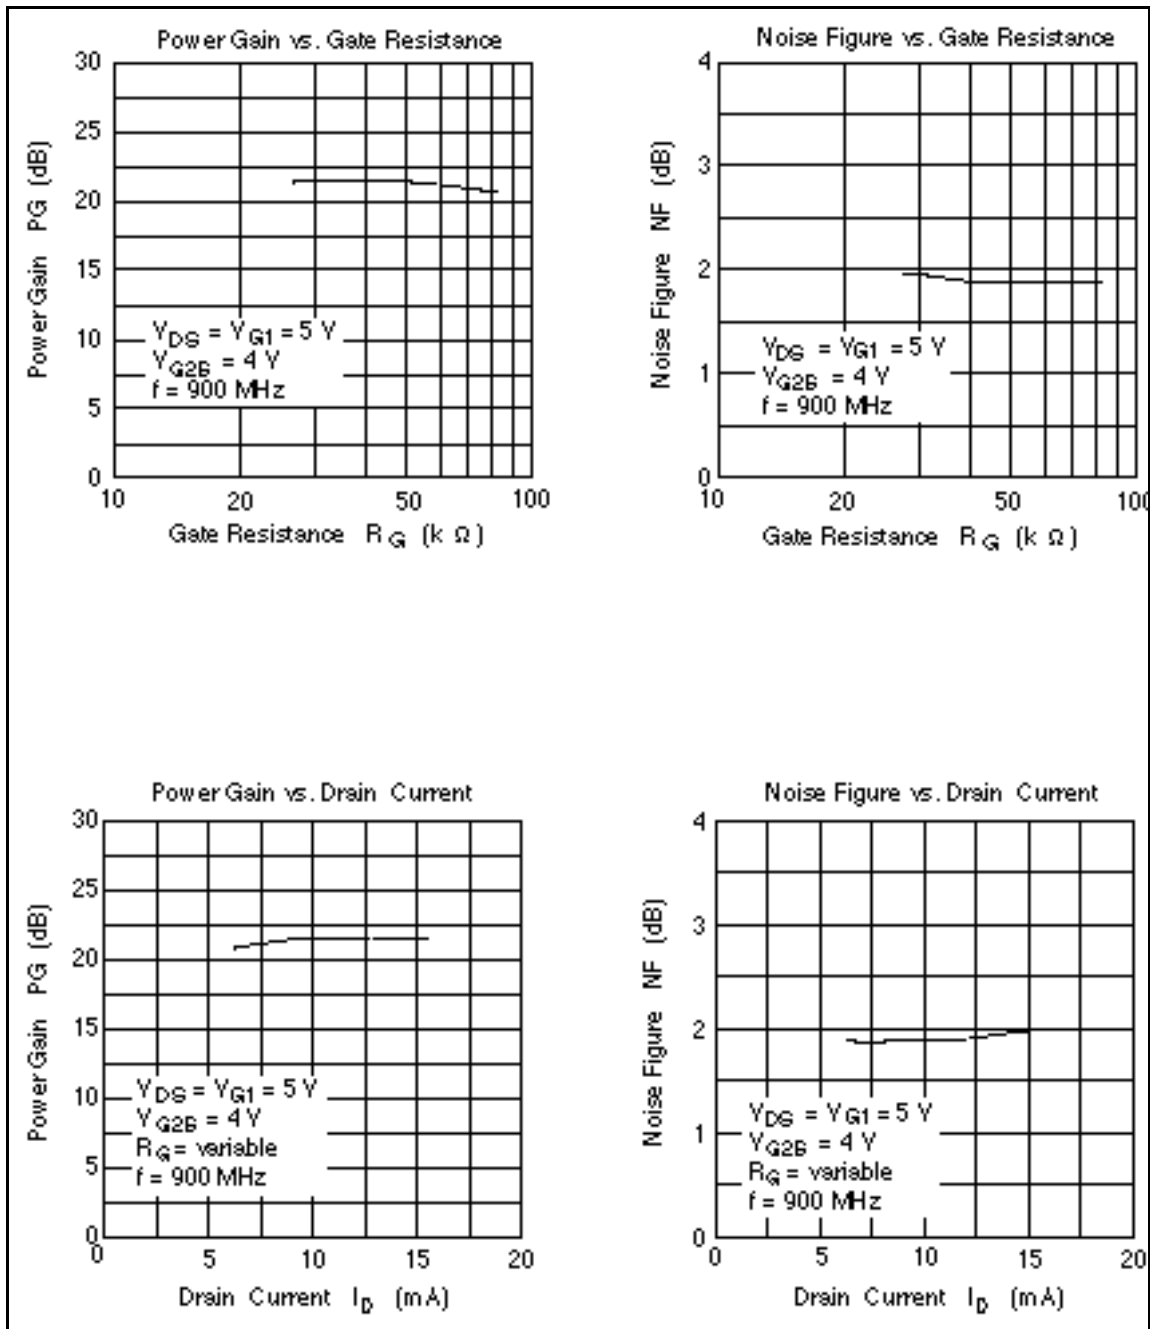 Power Gain vs. Gate Resistance
30
25
20
15
10
5
0
Power Gain PG (dB)
VDS = VG1 = 5 V
VG2S = 4 V
f = 900 MHz
10 20 50 100
Gate Resistance RG (k Ω)
Noise Figure vs. Gate Resistance
4
3
2
1
0
Noise Figure NF (dB)
VDS = VG1 = 5 V
VG2S = 4 V
f = 900 MHz
10 20 50 100
Gate Resistance RG (k Ω)
Power Gain vs. Drain Current
30
25
20
15
10
5
0
Power Gain PG (dB)
VDS = VG1 = 5 V
VG2S = 4 V
RG = variable
f = 900 MHz
0 5 10 15 20
Drain Current ID (mA)
Noise Figure vs. Drain Current
4
3
2
1
0
Noise Figure NF (dB)
VDS = VG1 = 5 V
VG2S = 4 V
RG = variable
f = 900 MHz
0 5 10 15 20
Drain Current ID (mA)